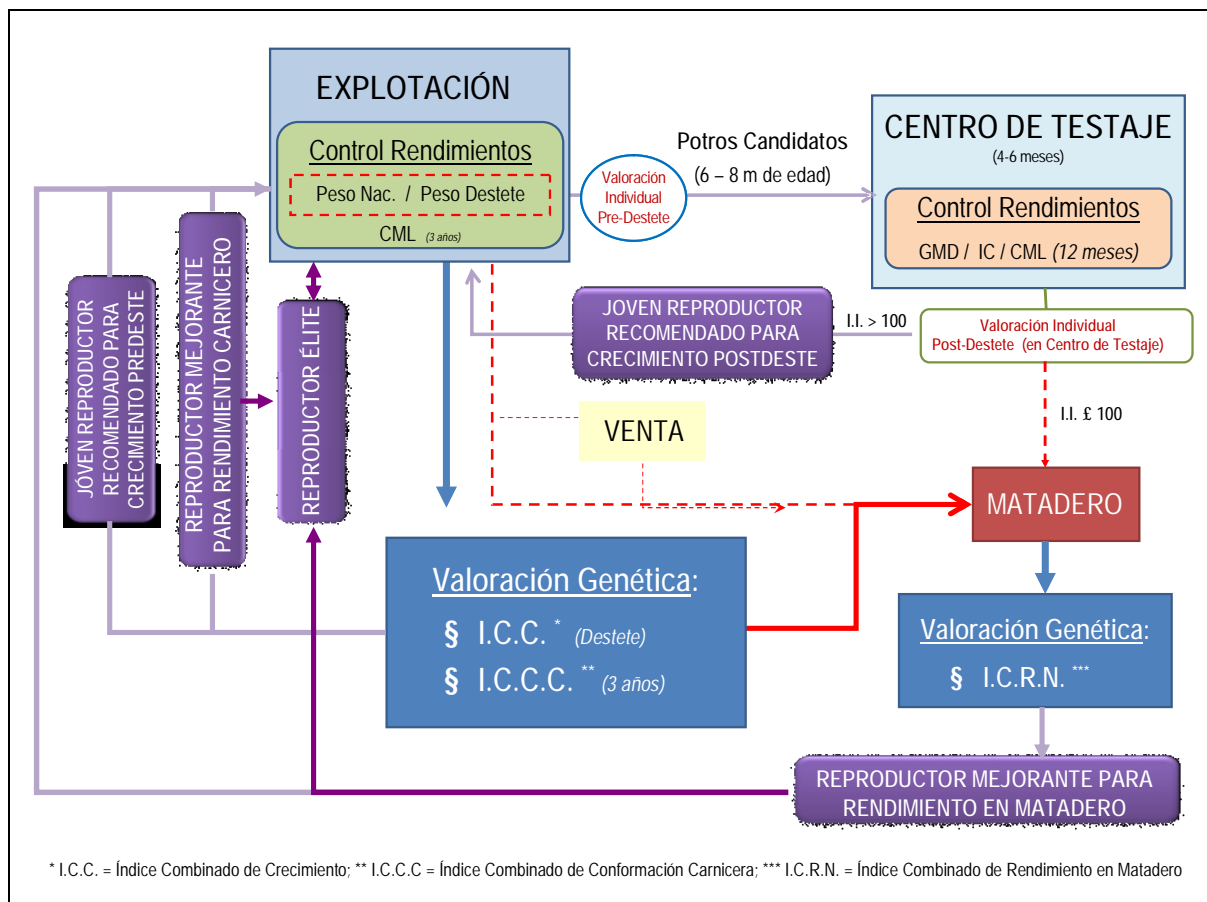 EXPLOTACIÓN
Control Rendimientos
Peso Nac. / Peso Destete
CML (3 años)
Valoración
Individual
Pre-Destete
Potros Candidatos
(6 – 8 m de edad)
CENTRO DE TESTAJE
(4-6 meses)
Control Rendimientos
GMD / IC / CML (12 meses)
JÓVEN REPRODUCTOR
RECOMENDADO PARA
CRECIMIENTO PREDESTE
REPRODUCTOR MEJORANTE
PARA RENDIMIENTO CARNICERO
REPRODUCTOR ÉLITE
JOVEN REPRODUCTOR
RECOMENDADO PARA
CRECIMIENTO POSTDESTE
I.I. > 100
Valoración Individual
Post-Destete (en Centro de Testaje)
I.I. £ 100
VENTA
MATADERO
Valoración Genética:
§ I.C.C. * (Destete)
§ I.C.C.C. ** (3 años)
Valoración Genética:
§ I.C.R.N. ***
REPRODUCTOR MEJORANTE PARA
RENDIMIENTO EN MATADERO
* I.C.C. = Índice Combinado de Crecimiento; ** I.C.C.C = Índice Combinado de Conformación Carnicera; *** I.C.R.N. = Índice Combinado de Rendimiento en Matadero